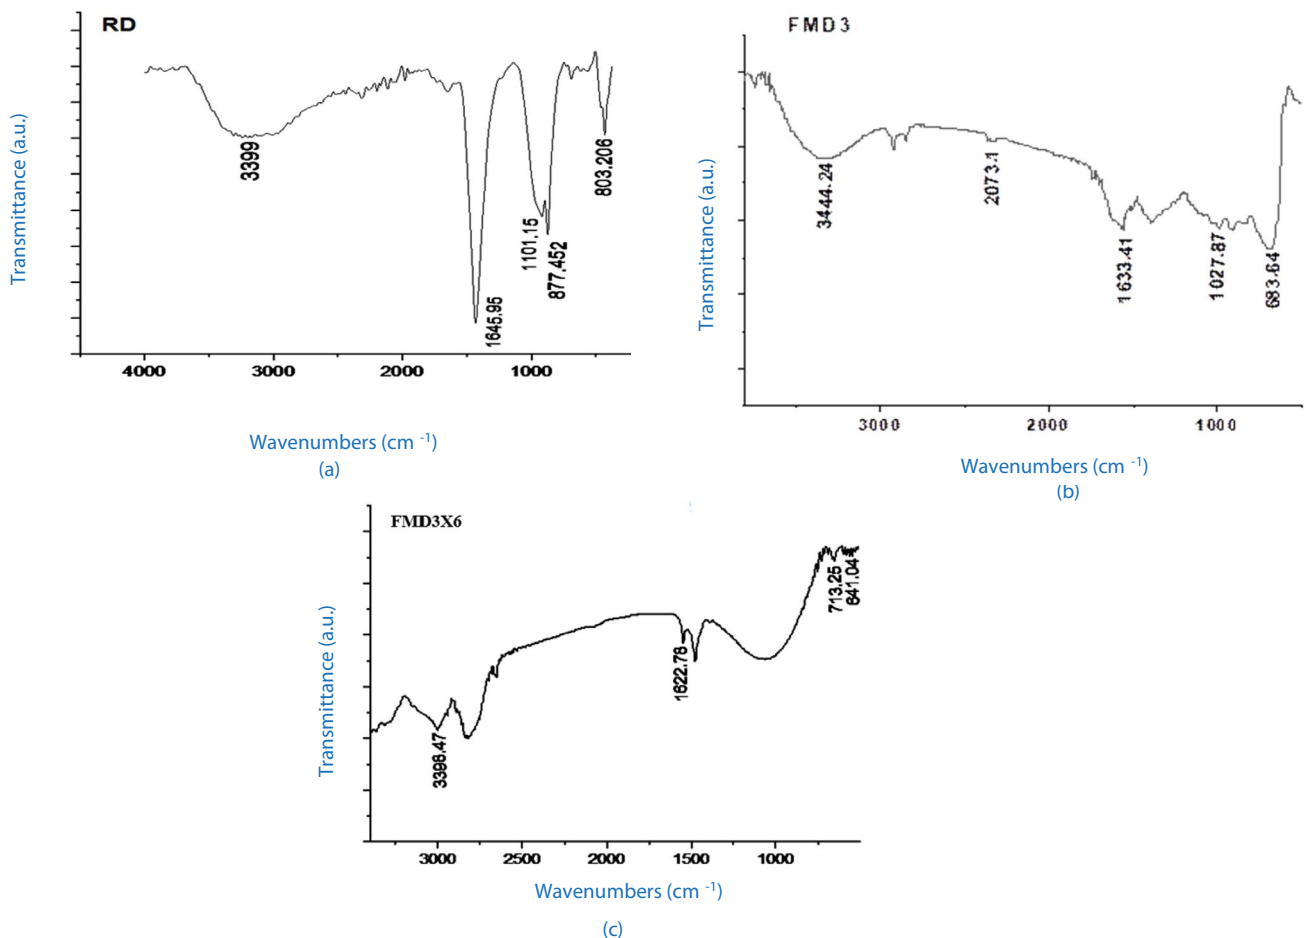 RD
Transmittance (a.u.)
3399
1645.95
1101.15
877.452
803.206
4000 3000 2000 1000
Wavenumbers (cm -1)
(a)
FMD3
Transmittance (a.u.)
3444.24
2073.1
1633.41
1027.87
683.64
3000 2000 1000
Wavenumbers (cm -1)
(b)
FMD3X6
Transmittance (a.u.)
3398.47
1622.78
713.25
641.04
3000 2500 2000 1500 1000
Wavenumbers (cm -1)
(c)